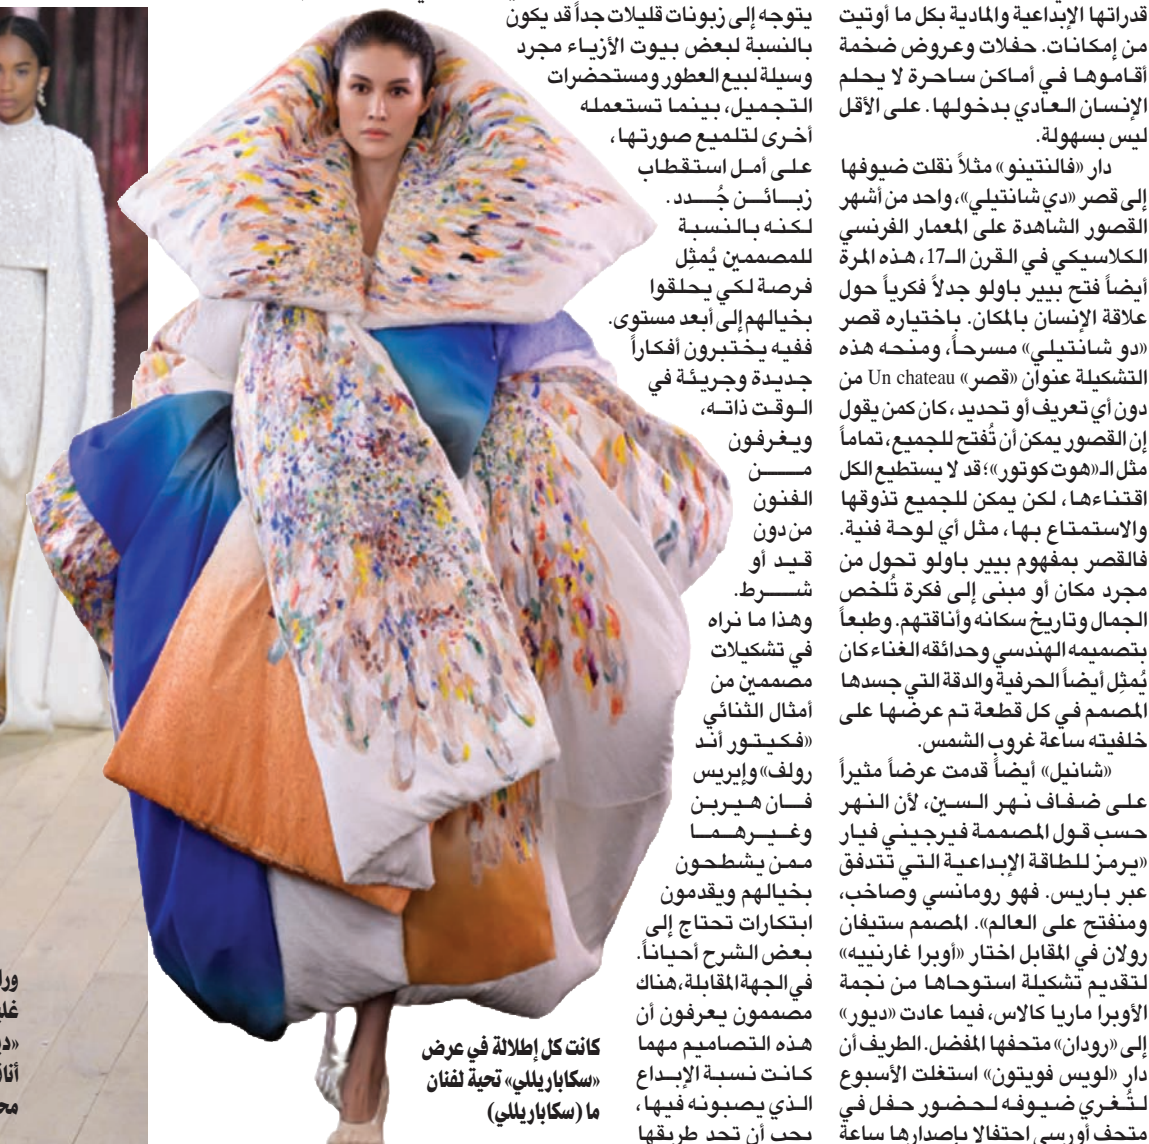 قدراتها الإبداعية والمادية بكل ما أوتيت
من إمكانات. حفلات وعروض ضخمة
أقاموها في أماكن ساحرة لا يحلم
الإنسان العادي بدخولها. على الأقل
ليس بسهولة.
دار «فالنتينو» مثلاً نقلت ضيوفها
إلى قصر «دي شانتيلي»، واحد من أشهر
القصور الشاهدة على المعمار الفرنسي
الكلاسيكي في القرن الـ17، هذه المرة
أيضاً فتح بيير باولو جدلاً فكرياً حول
علاقة الإنسان بالمكان. باختياره قصر
«دو شانتيلي» مسرحاً، ومنحه هذه
التشكيلة عنوان «قصر» Un chateau من
دون أي تعريف أو تحديد، كان كمن يقول
إن القصور يمكن أن تُفتح للجميع، تماماً
مثل الـ«هوت كوتور»؛ قد لا يستطيع الكل
اقتناءها، لكن يمكن للجميع تذوقها
والاستمتاع بها، مثل أي لوحة فنية.
فالقصر بمفهوم بيير باولو تحول من
مجرد مكان أو مبنى إلى فكرة تُلخص
الجمال وتاريخ سكانه وأناقتهم. وطبعاً
بتصميمه الهندسي وحدائقه الغناء كان
يُمثِل أيضاً الحرفية والدقة التي جسدها
المصمم في كل قطعة تم عرضها على
خلفيته ساعة غروب الشمس.
«شانيل» أيضاً قدمت عرضاً مثيراً
على ضفاف نهر السين، لأن النهر
حسب قول المصممة فيرجيني فيار
«يرمز للطاقة الإبداعية التي تتدفق
عبر باريس. فهو رومانسي وصاخب،
ومنفتح على العالم». المصمم ستيفان
رولان في المقابل اختار «أوبرا غارنييه»
لتقديم تشكيلة استوحاها من نجمة
الأوبرا ماريا كالاس، فيما عادت «ديور»
إلى «رودان» متحفها المفضل. الطريف أن
دار «لويس فويتون» استغلت الأسبوع
لتُغري ضيوفه لحضور حفل في
متحف أورسي احتفالا بإصدارها ساعة
يتوجه إلى زبونات قليلات جداً قد يكون
بالنسبة لبعض بيوت الأزياء مجرد
وسيلة لبيع العطور ومستحضرات
التجميل، بينما تستعمله
أخرى لتلميع صورتها،
على أمل استقطاب
زبائن جُدد.
لكنه بالنسبة
للمصممين يُمثِل
فرصة لكي يحلقوا
بخيالهم إلى أبعد مستوى.
ففيه يختبرون أفكاراً
جديدة وجريئة في
الوقت ذاته،
ويغرفون
من
الفنون
من دون
قيد أو
شرط.
وهذا ما نراه
في تشكيلات
مصممين من
أمثال الثنائي
«فكيتور أند
رولف» وإيريس
فان هيربن
وغيرهما
ممن يشطحون
بخيالهم ويقدمون
ابتكارات تحتاج إلى
بعض الشرح أحياناً.
في الجهة المقابلة، هناك
مصممون يعرفون أن
هذه التصاميم مهما
كانت نسبة الإبداع
الذي يصبونه فيها،
يجب أن تجد طريقها
كانت كل إطلالة في عرض
«سكاباريللي» تحية لفنان
ما (سكاباريللي)